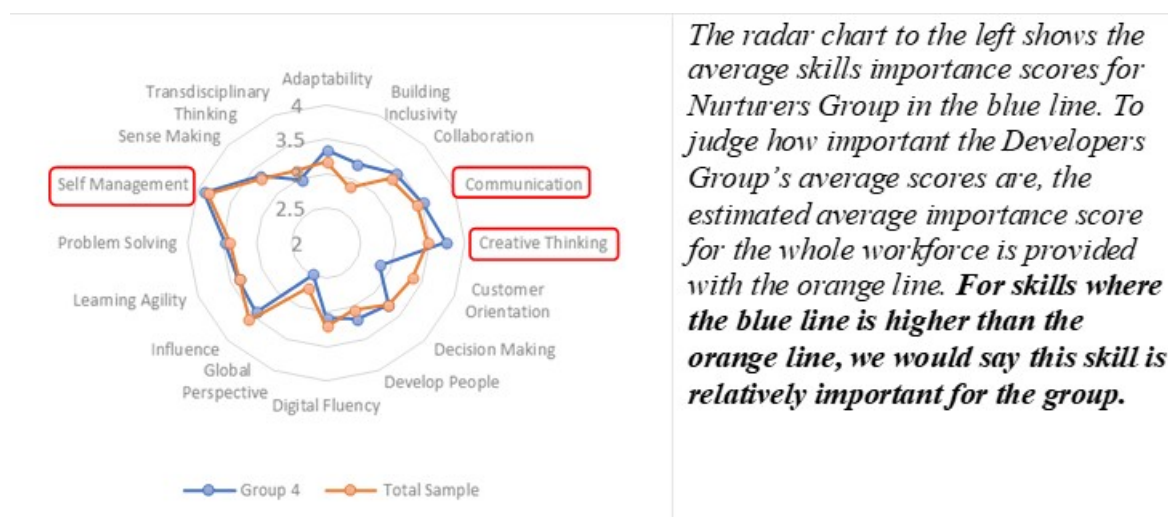 Adaptability
Building
Inclusivity
Collaboration
Communication
Creative Thinking
Customer
Orientation
Decision Making
Develop People
Digital Fluency
Global
Perspective
Influence
Learning Agility
Problem Solving
Self Management
Sense Making
Transdisciplinary
Thinking
4
3.5
3
2.5
2
Group 4
Total Sample
The radar chart to the left shows the
average skills importance scores for
Nurturers Group in the blue line. To
judge how important the Developers
Group’s average scores are, the
estimated average importance score
for the whole workforce is provided
with the orange line. For skills where
the blue line is higher than the
orange line, we would say this skill is
relatively important for the group.